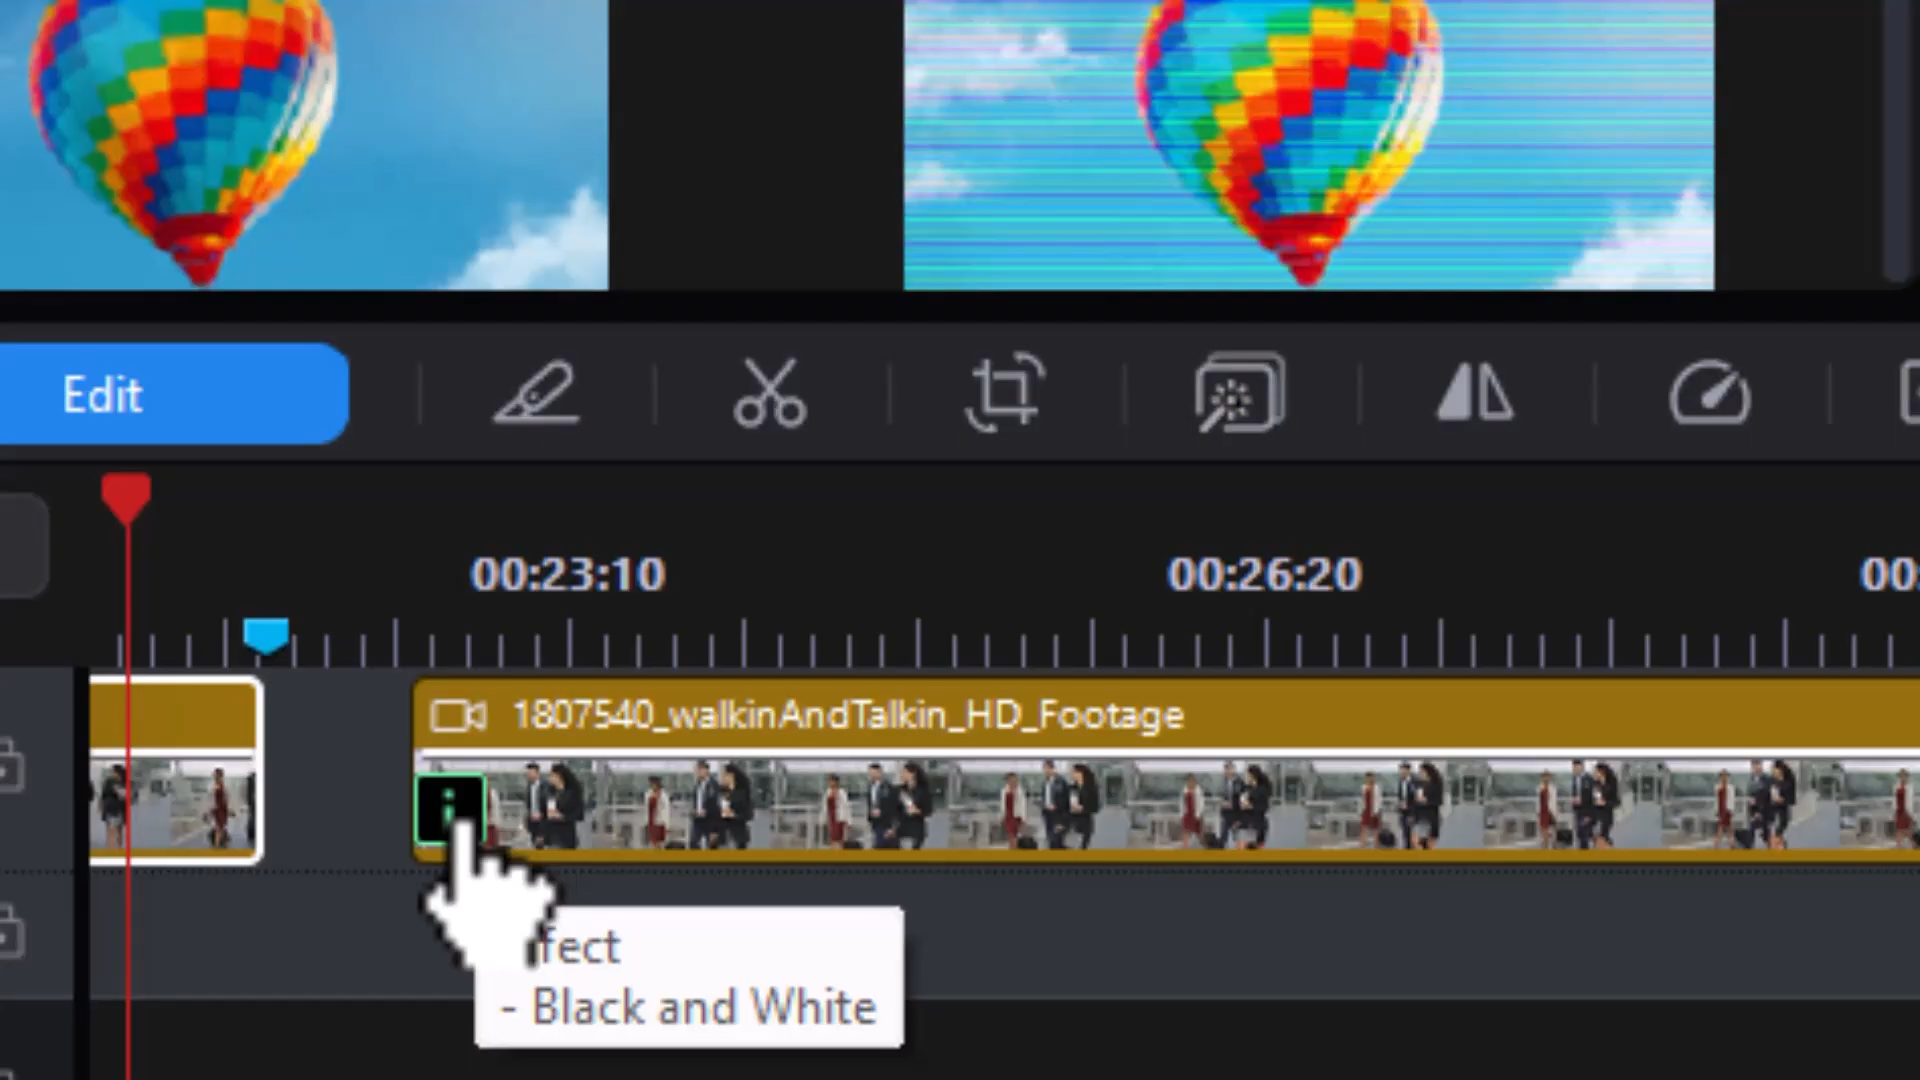 Edit
00:23:10
00:26:20
00
1807540_walkinAndTalkin_HD_Footage
fect
- Black and White